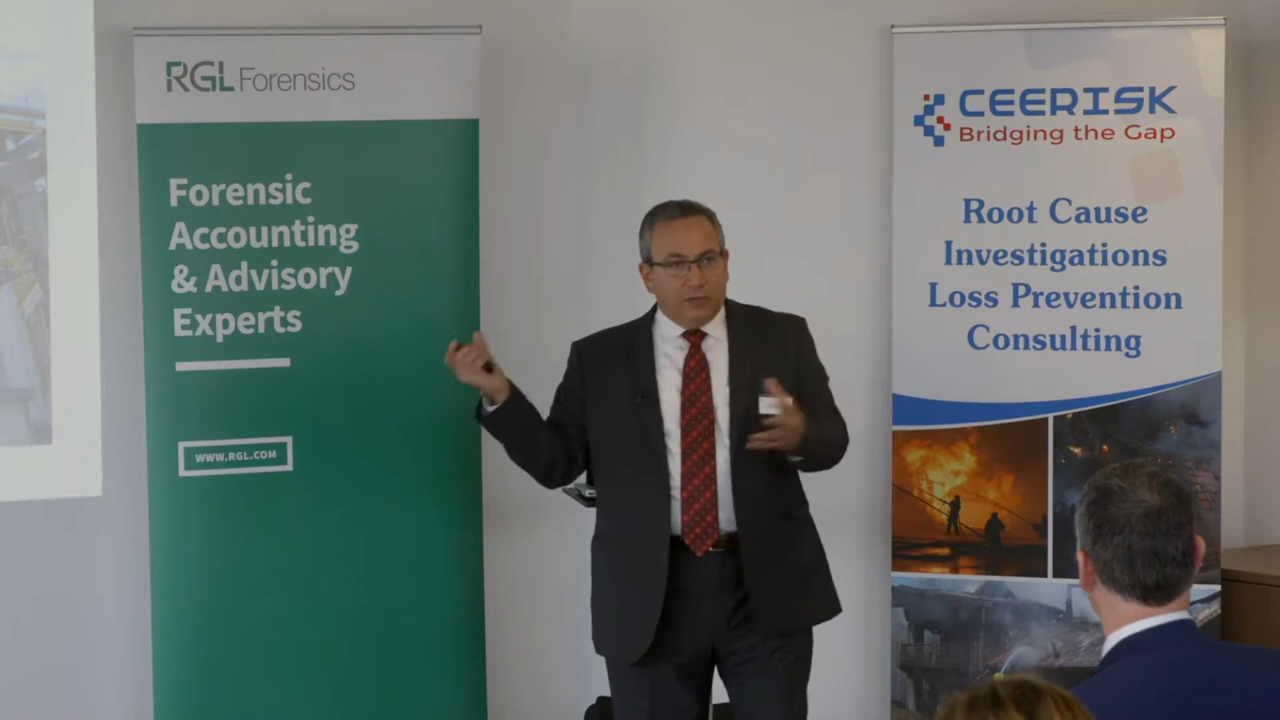 RGL Forensics
Forensic
Accounting
& Advisory
Experts
WWW.RGL.COM
CEERISK
Bridging the Gap
Root Cause
Investigations
Loss Prevention
Consulting